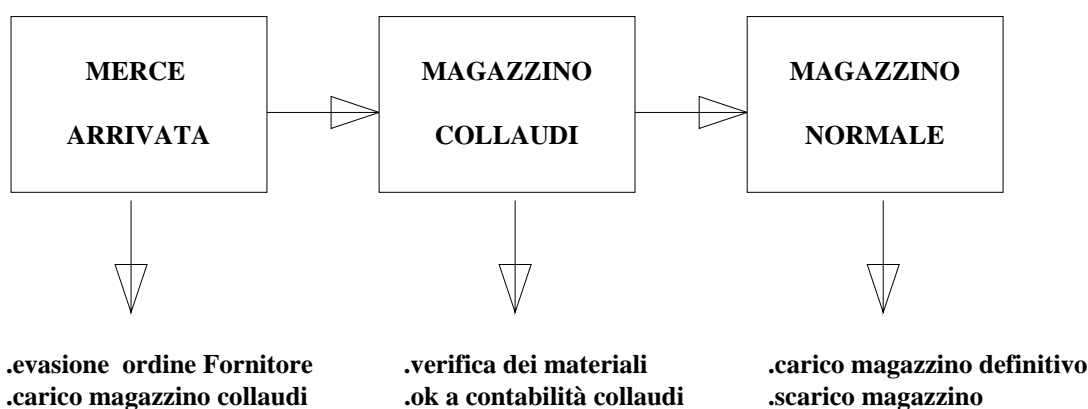 MERCE
ARRIVATA
MAGAZZINO
COLLAUDI
MAGAZZINO
NORMALE
.evasione ordine Fornitore
.carico magazzino collaudi
.verifica dei materiali
.ok a contabilità collaudi
.carico magazzino definitivo
.scarico magazzino